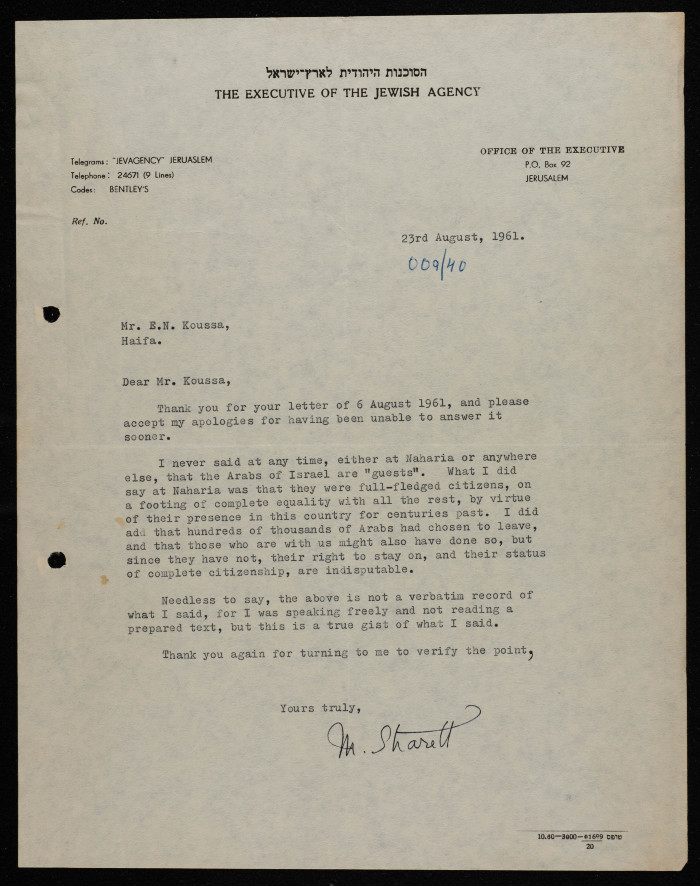 הסוכנות היהודית לארץ־ישראל
THE EXECUTIVE OF THE JEWISH AGENCY
Telegrams: "JEVAGENCY" JERUASLEM
Telephone: 24671 (9 Lines)
Codes: BENTLEY'S
Ref. No.
OFFICE OF THE EXECUTIVE
P.O. Box 92
JERUSALEM
23rd August, 1961.
009/40
Mr. E.N. Koussa,
Haifa.
Dear Mr. Koussa,
Thank you for your letter of 6 August 1961, and please
accept my apologies for having been unable to answer it
sooner.
I never said at any time, either at Naharia or anywhere
else, that the Arabs of Israel are "guests". What I did
say at Naharia was that they were full-fledged citizens, on
a footing of complete equality with all the rest, by virtue
of their presence in this country for centuries past. I did
add that hundreds of thousands of Arabs had chosen to leave,
and that those who are with us might also have done so, but
since they have not, their right to stay on, and their status
of complete citizenship, are indisputable.
Needless to say, the above is not a verbatim record of
what I said, for I was speaking freely and not reading a
prepared text, but this is a true gist of what I said.
Thank you again for turning to me to verify the point,
Yours truly,
M. Sharett
10.60—3000—61699 טופס
20